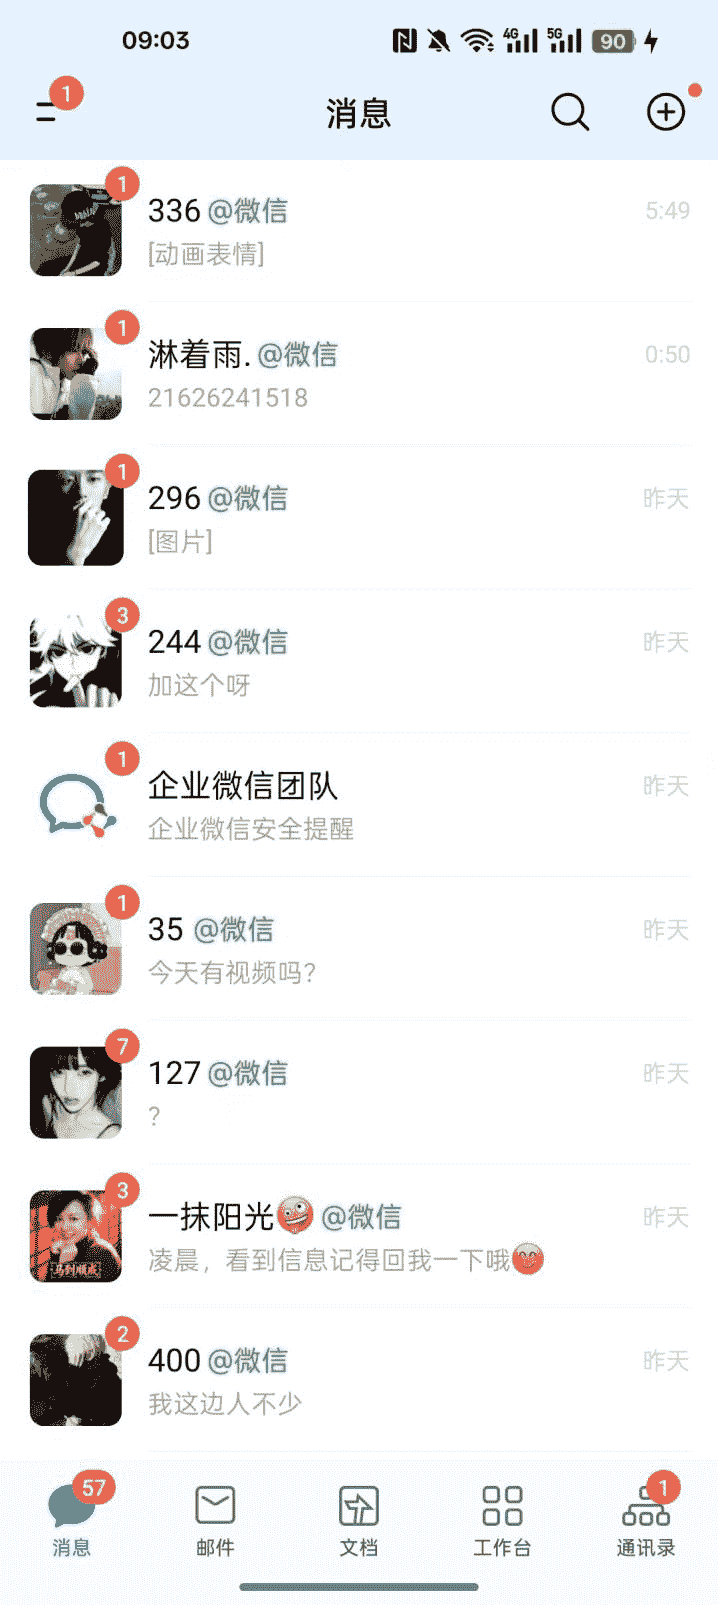 09:03
4G 5G 90
1
消息
1
336 @微信
5:49
[动画表情]
1
淋着雨. @微信
0:50
21626241518
1
296 @微信
昨天
[图片]
3
244 @微信
昨天
加这个呀
1
企业微信团队
昨天
企业微信安全提醒
1
35 @微信
昨天
今天有视频吗?
7
127 @微信
昨天
?
3
一抹阳光🤪 @微信
昨天
凌晨，看到信息记得回我一下哦😊
马到顺成
2
400 @微信
昨天
我这边人不少
57
1
消息 邮件 文档 工作台 通讯录